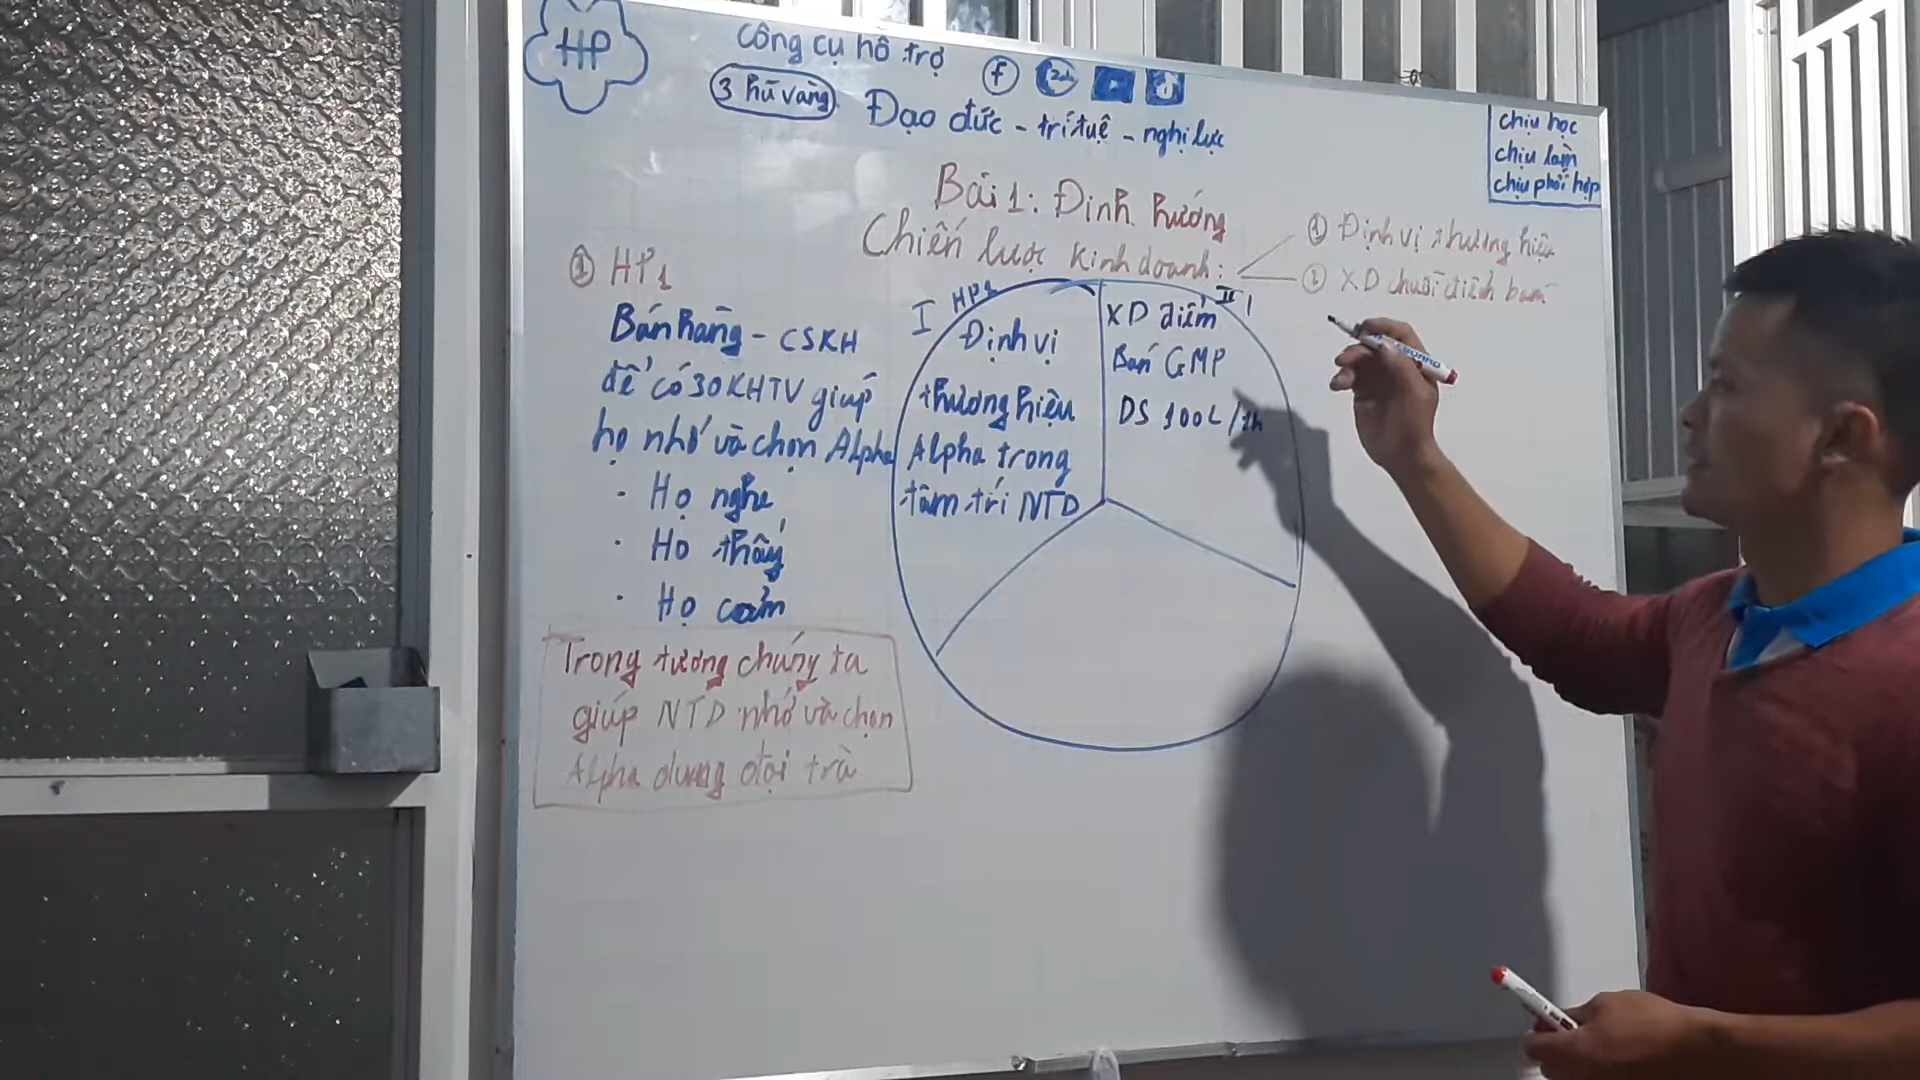 HP
Công cụ hỗ trợ
f
3 hũ vàng
Đạo đức - trí tuệ - nghị lực
chịu học
chịu làm
chịu phối hợp
Bài 1: Định hướng
Chiến lược kinh doanh:
① Định vị thương hiệu
② XD chuỗi điểm bán
① HP1
Bán hàng - CSKH
để có 30KHTV giúp
họ nhớ và chọn Alpha
· Họ nghe
· Họ thấy
· Họ cảm
Trong tương chúng ta
giúp NTD nhớ và chọn
Alpha dùng đại trà
I HP1
Định vị
thương hiệu
Alpha trong
tâm trí NTD
II
XD điểm
Bán GMP
DS 100L/th